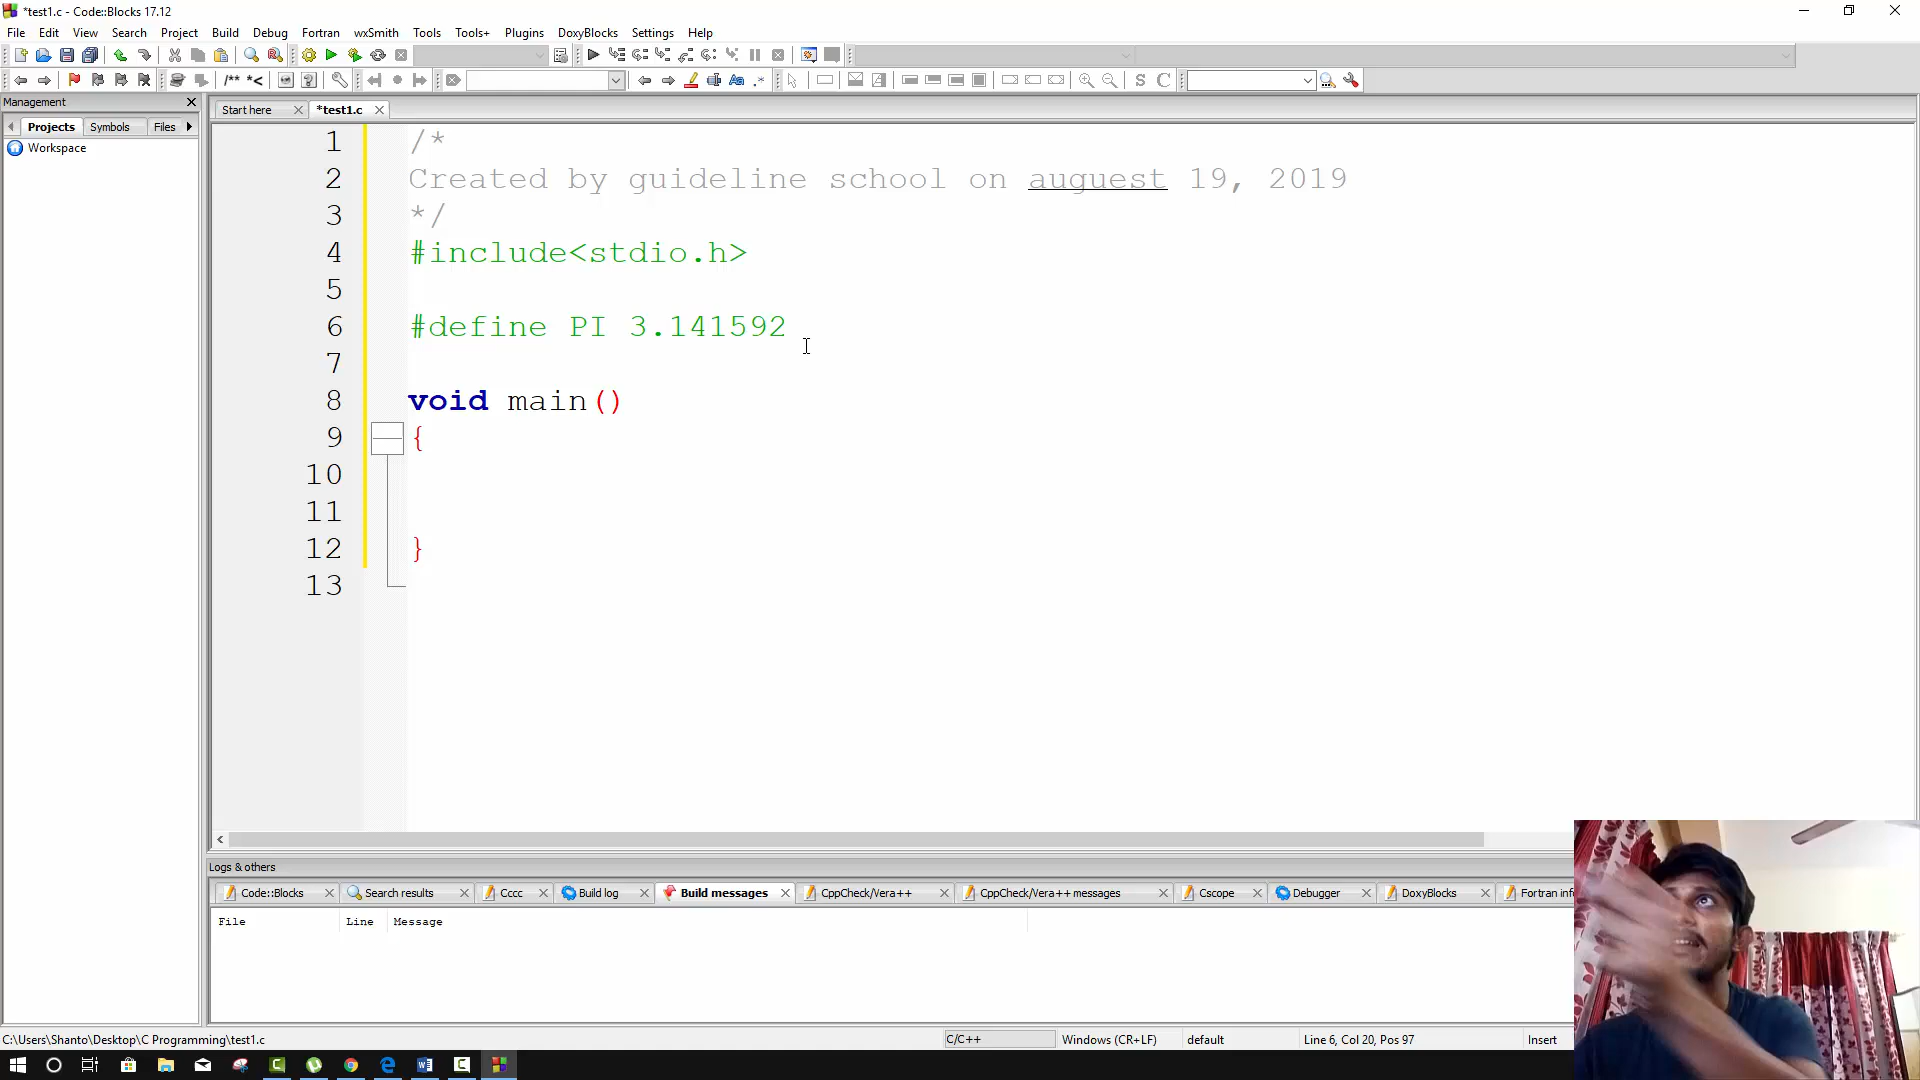 *test1.c - Code::Blocks 17.12
File Edit View Search Project Build Debug Fortran wxSmith Tools Tools+ Plugins DoxyBlocks Settings Help
/** *<
Aa .*
S C
Management
Start here *test1.c
Projects Symbols Files
Workspace
1 /*
2 Created by guideline school on auguest 19, 2019
3 */
4 #include<stdio.h>
5
6 #define PI 3.141592
7
8 void main()
9 {
10
11
12 }
13
Logs & others
Code::Blocks Search results Cccc Build log Build messages CppCheck/Vera++ CppCheck/Vera++ messages Cscope Debugger DoxyBlocks Fortran inf
File Line Message
C:\Users\Shanto\Desktop\C Programming\test1.c C/C++ Windows (CR+LF) default Line 6, Col 20, Pos 97 Insert